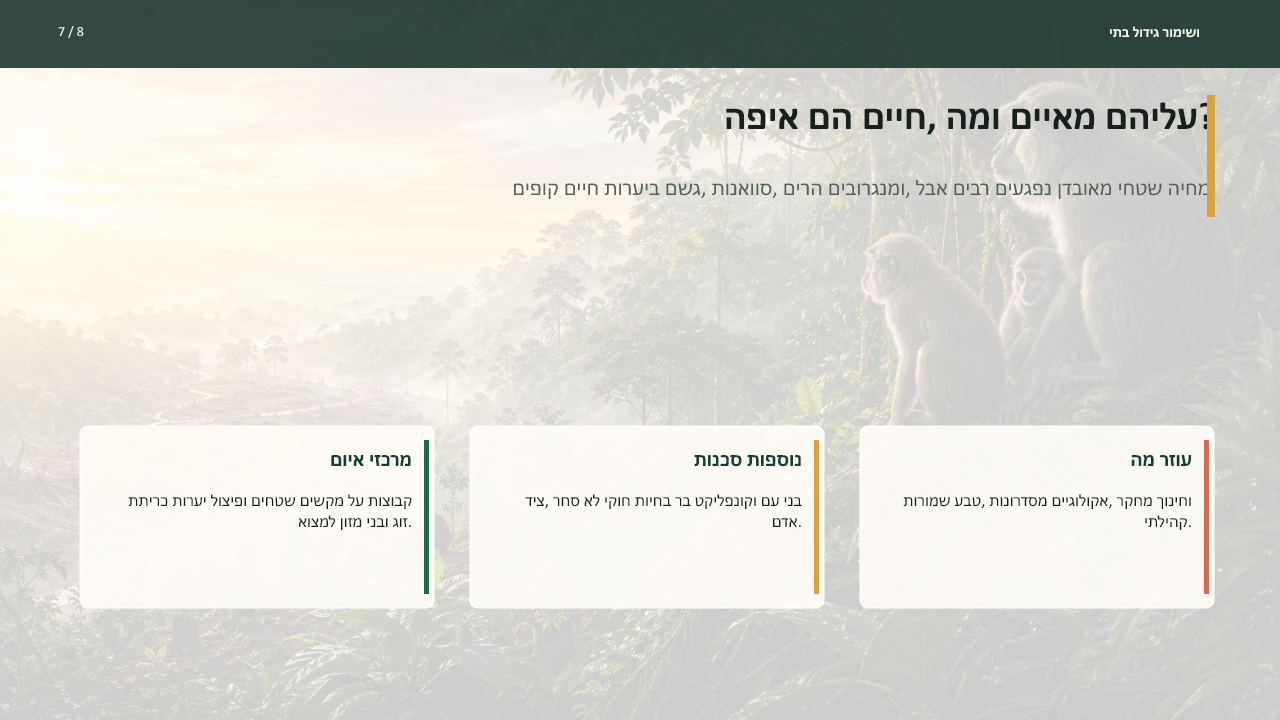 ושימור גידול בתי
7 / 8
?עליהם מאיים ומה ,חיים הם איפה
מחיה שטחי מאובדן נפגעים רבים אבל ,ומנגרובים הרים ,סוואנות ,גשם ביערות חיים קופים
עוזר מה
וחינוך מחקר ,אקולוגיים מסדרונות ,טבע שמורות
.קהילתי
נוספות סכנות
בני עם וקונפליקט בר בחיות חוקי לא סחר ,ציד
.אדם
מרכזי איום
קבוצות על מקשים שטחים ופיצול יערות כריתת
.זוג ובני מזון למצוא